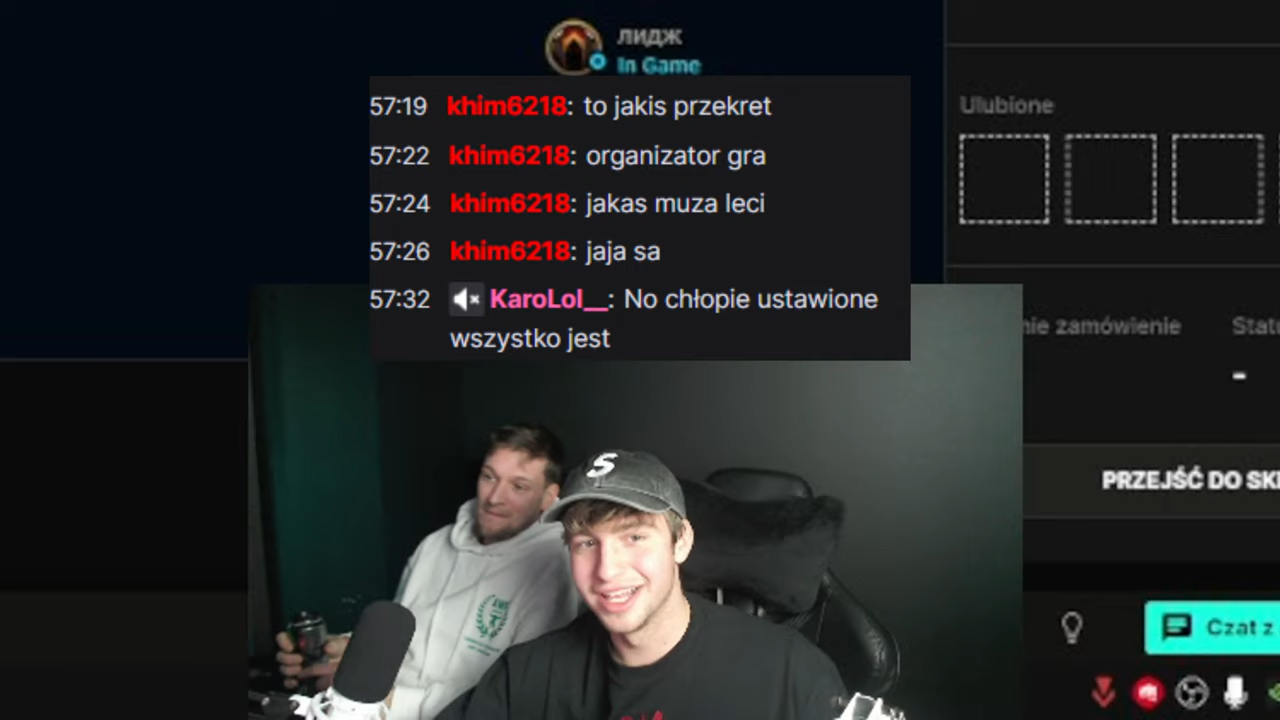 лидж
In Game
57:19 khim6218: to jakis przekret
57:22 khim6218: organizator gra
57:24 khim6218: jakas muza leci
57:26 khim6218: jaja sa
57:32 KaroLol__: No chłopie ustawione
wszystko jest
Ulubione
nie zamówienie
Stat
-
PRZEJŚĆ DO SK
Czat z
S